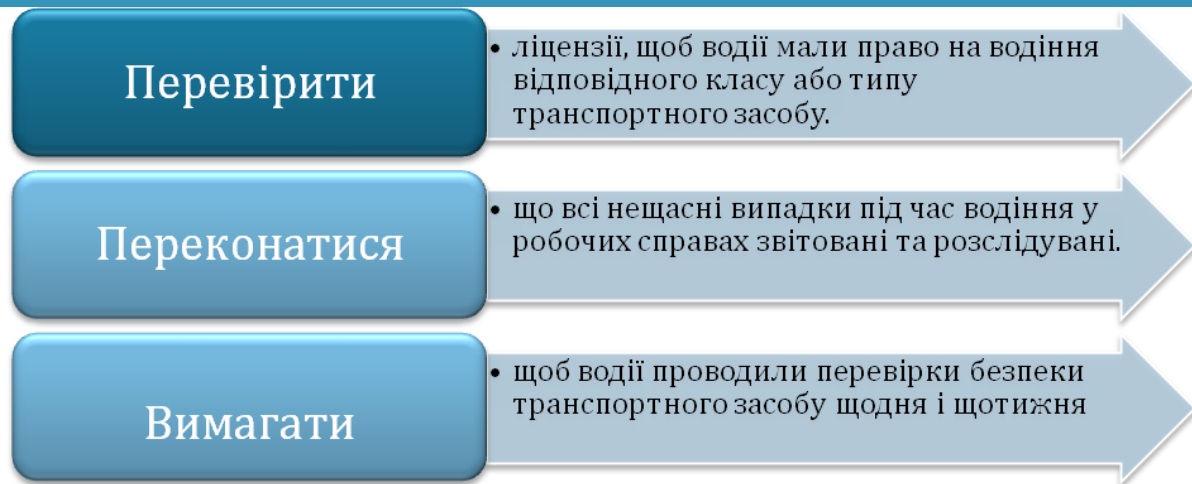 Перевірити
• ліцензії, щоб водії мали право на водіння
відповідного класу або типу
транспортного засобу.
Переконатися
• що всі нещасні випадки під час водіння у
робочих справах звітовані та розслідувані.
Вимагати
• щоб водії проводили перевірки безпеки
транспортного засобу щодня і щотижня